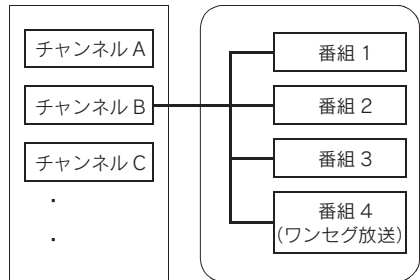 チャンネル A
チャンネル B
チャンネル C
・
・
番組 1
番組 2
番組 3
番組 4
(ワンセグ放送)